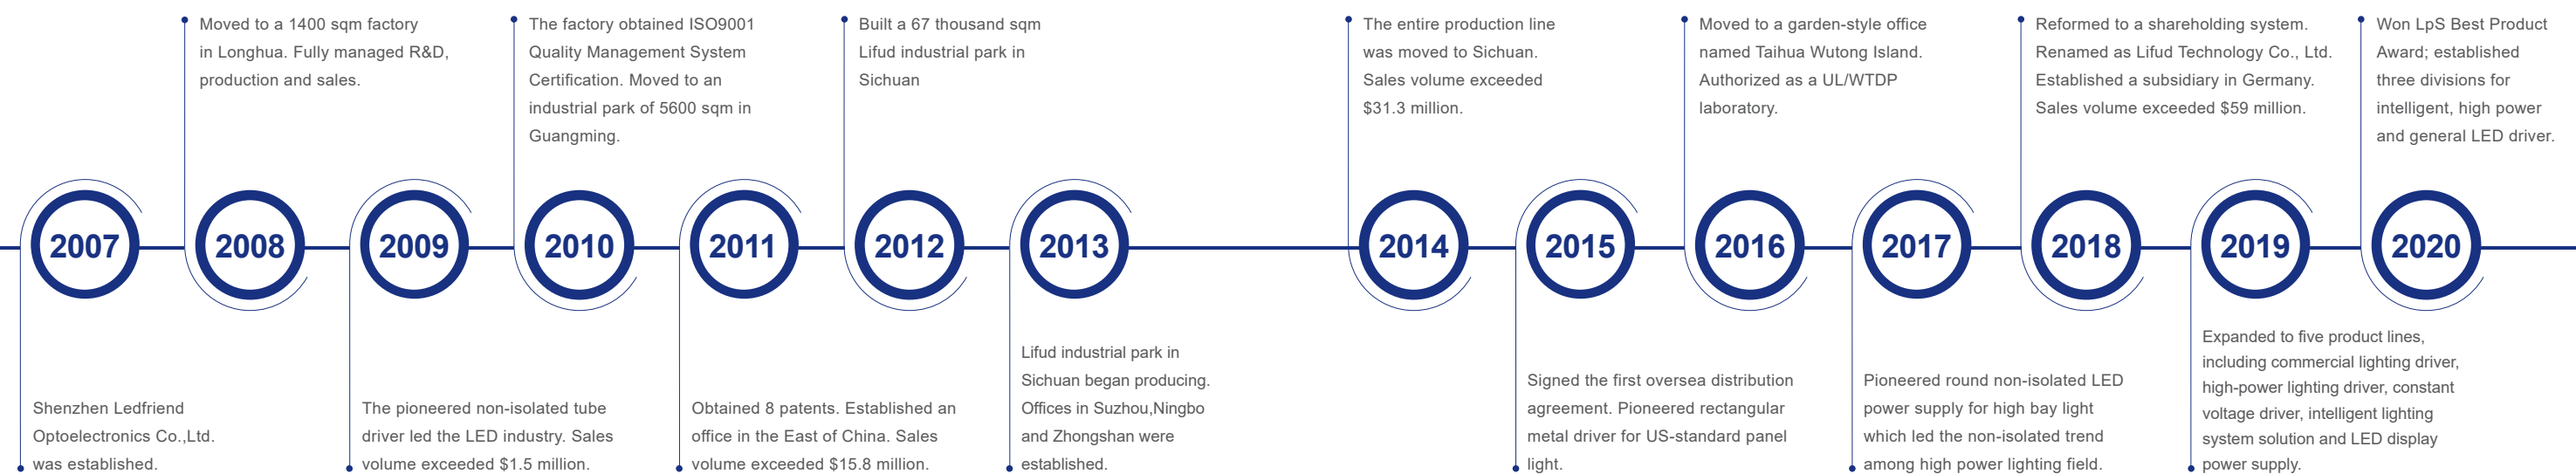 Moved to a 1400 sqm factory
in Longhua. Fully managed R&D,
production and sales.
The factory obtained ISO9001
Quality Management System
Certification. Moved to an
industrial park of 5600 sqm in
Guangming.
Built a 67 thousand sqm
Lifud industrial park in
Sichuan
The entire production line
was moved to Sichuan.
Sales volume exceeded
$31.3 million.
Moved to a garden-style office
named Taihua Wutong Island.
Authorized as a UL/WTDP
laboratory.
Reformed to a shareholding system.
Renamed as Lifud Technology Co., Ltd.
Established a subsidiary in Germany.
Sales volume exceeded $59 million.
Won LpS Best Product
Award; established
three divisions for
intelligent, high power
and general LED driver.
2007
2008
2009
2010
2011
2012
2013
2014
2015
2016
2017
2018
2019
2020
Shenzhen Ledfriend
Optoelectronics Co.,Ltd.
was established.
The pioneered non-isolated tube
driver led the LED industry. Sales
volume exceeded $1.5 million.
Obtained 8 patents. Established an
office in the East of China. Sales
volume exceeded $15.8 million.
Lifud industrial park in
Sichuan began producing.
Offices in Suzhou,Ningbo
and Zhongshan were
established.
Signed the first oversea distribution
agreement. Pioneered rectangular
metal driver for US-standard panel
light.
Pioneered round non-isolated LED
power supply for high bay light
which led the non-isolated trend
among high power lighting field.
Expanded to five product lines,
including commercial lighting driver,
high-power lighting driver, constant
voltage driver, intelligent lighting
system solution and LED display
power supply.